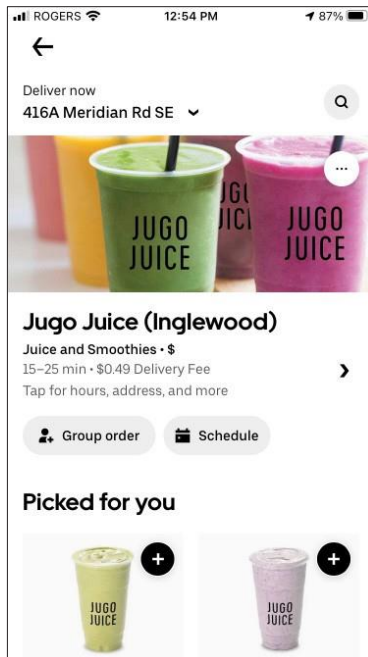 ROGERS 12:54 PM 87%
Deliver now
416A Meridian Rd SE
JUGO JUICE
JUGO JUICE
JUGO JUICE
Jugo Juice (Inglewood)
Juice and Smoothies • $
15–25 min • $0.49 Delivery Fee
Tap for hours, address, and more
Group order Schedule
Picked for you
JUGO JUICE
JUGO JUICE